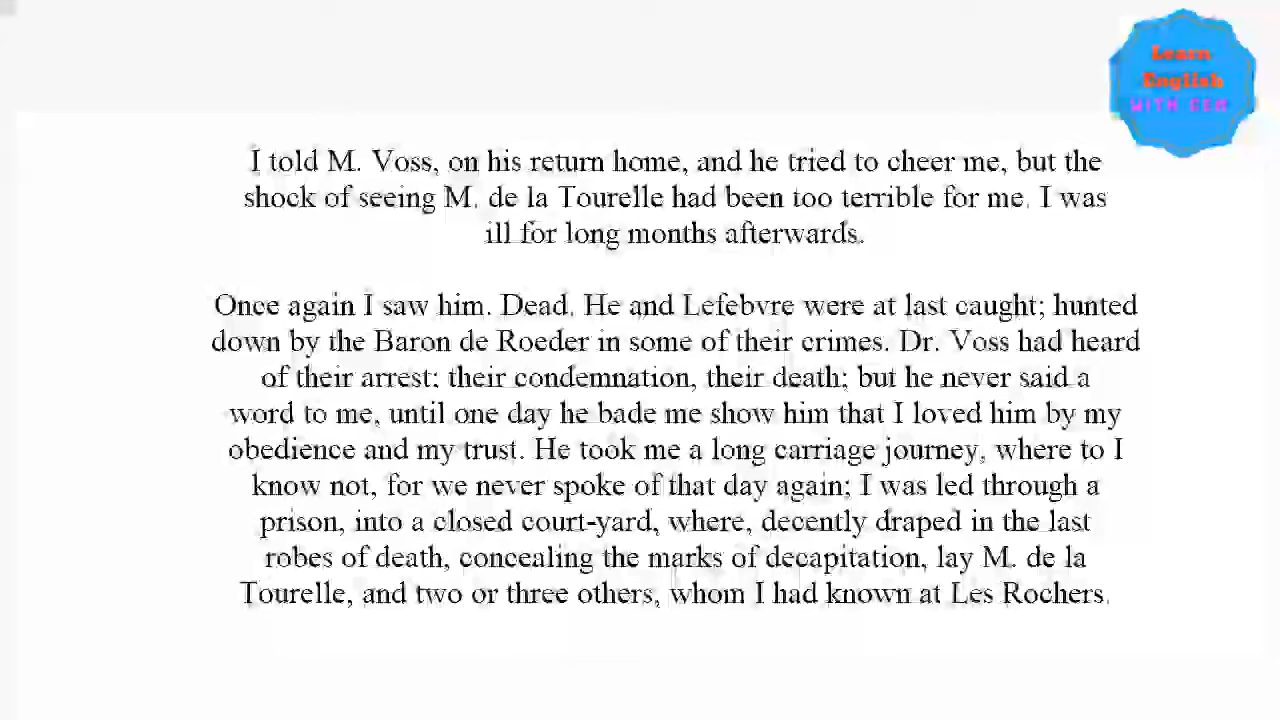 Learn
English
WITH GEM
I told M. Voss, on his return home, and he tried to cheer me, but the
shock of seeing M. de la Tourelle had been too terrible for me. I was
ill for long months afterwards.
Once again I saw him. Dead. He and Lefebvre were at last caught; hunted
down by the Baron de Roeder in some of their crimes. Dr. Voss had heard
of their arrest; their condemnation, their death; but he never said a
word to me, until one day he bade me show him that I loved him by my
obedience and my trust. He took me a long carriage journey, where to I
know not, for we never spoke of that day again; I was led through a
prison, into a closed court-yard, where, decently draped in the last
robes of death, concealing the marks of decapitation, lay M. de la
Tourelle, and two or three others, whom I had known at Les Rochers.